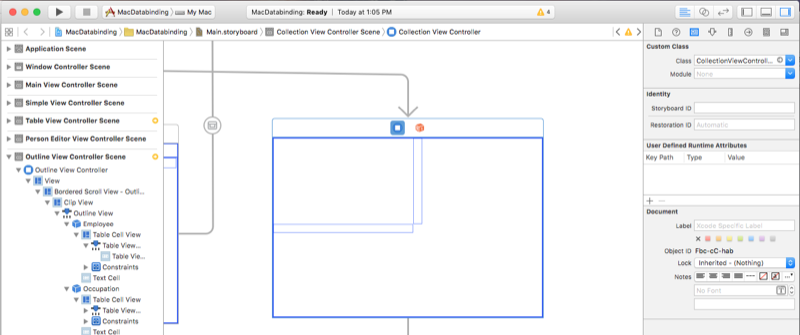 MacDatabinding
My Mac
MacDatabinding: Ready | Today at 1:05 PM
4
MacDatabinding
MacDatabinding
Main.storyboard
Collection View Controller Scene
Collection View Controller
Application Scene
Window Controller Scene
Main View Controller Scene
Simple View Controller Scene
Table View Controller Scene
Person Editor View Controller Scene
Outline View Controller Scene
Outline View Controller
View
Bordered Scroll View - Outli...
Clip View
Outline View
Employee
Table Cell View
Table View...
Table Vie...
Constraints
Text Cell
Occupation
Table Cell View
Table View...
Constraints
Text Cell
Custom Class
Class CollectionViewControll...
Module None
Identity
Storyboard ID
Restoration ID Automatic
User Defined Runtime Attributes
Key Path Type Value
Document
Label Xcode Specific Label
Object ID Fbc-cC-hab
Lock Inherited - (Nothing)
Notes
No Font